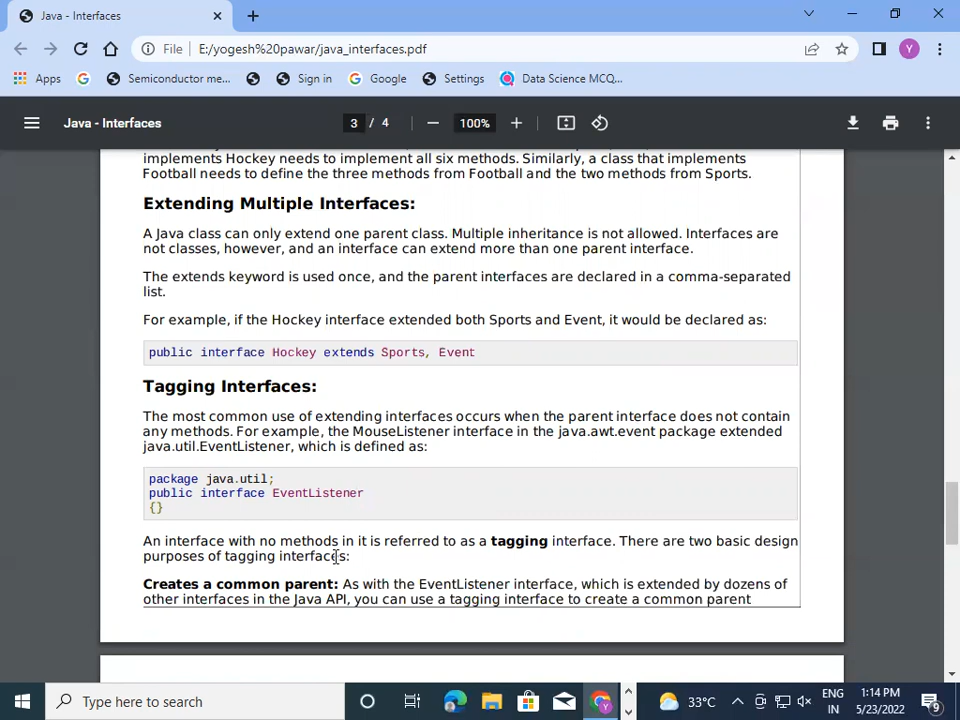 Java - Interfaces
File
E:/yogesh%20pawar/java_interfaces.pdf
Y
Apps
Semiconductor me...
Sign in
Google
Settings
Data Science MCQ...
Java - Interfaces
3 / 4
100%
implements Hockey needs to implement all six methods. Similarly, a class that implements
Football needs to define the three methods from Football and the two methods from Sports.
Extending Multiple Interfaces:
A Java class can only extend one parent class. Multiple inheritance is not allowed. Interfaces are
not classes, however, and an interface can extend more than one parent interface.
The extends keyword is used once, and the parent interfaces are declared in a comma-separated
list.
For example, if the Hockey interface extended both Sports and Event, it would be declared as:
public interface Hockey extends Sports, Event
Tagging Interfaces:
The most common use of extending interfaces occurs when the parent interface does not contain
any methods. For example, the MouseListener interface in the java.awt.event package extended
java.util.EventListener, which is defined as:
package java.util;
public interface EventListener
{}
An interface with no methods in it is referred to as a tagging interface. There are two basic design
purposes of tagging interfaces:
Creates a common parent: As with the EventListener interface, which is extended by dozens of
other interfaces in the Java API, you can use a tagging interface to create a common parent
Type here to search
Y
33°C
ENG
IN
1:14 PM
5/23/2022
9